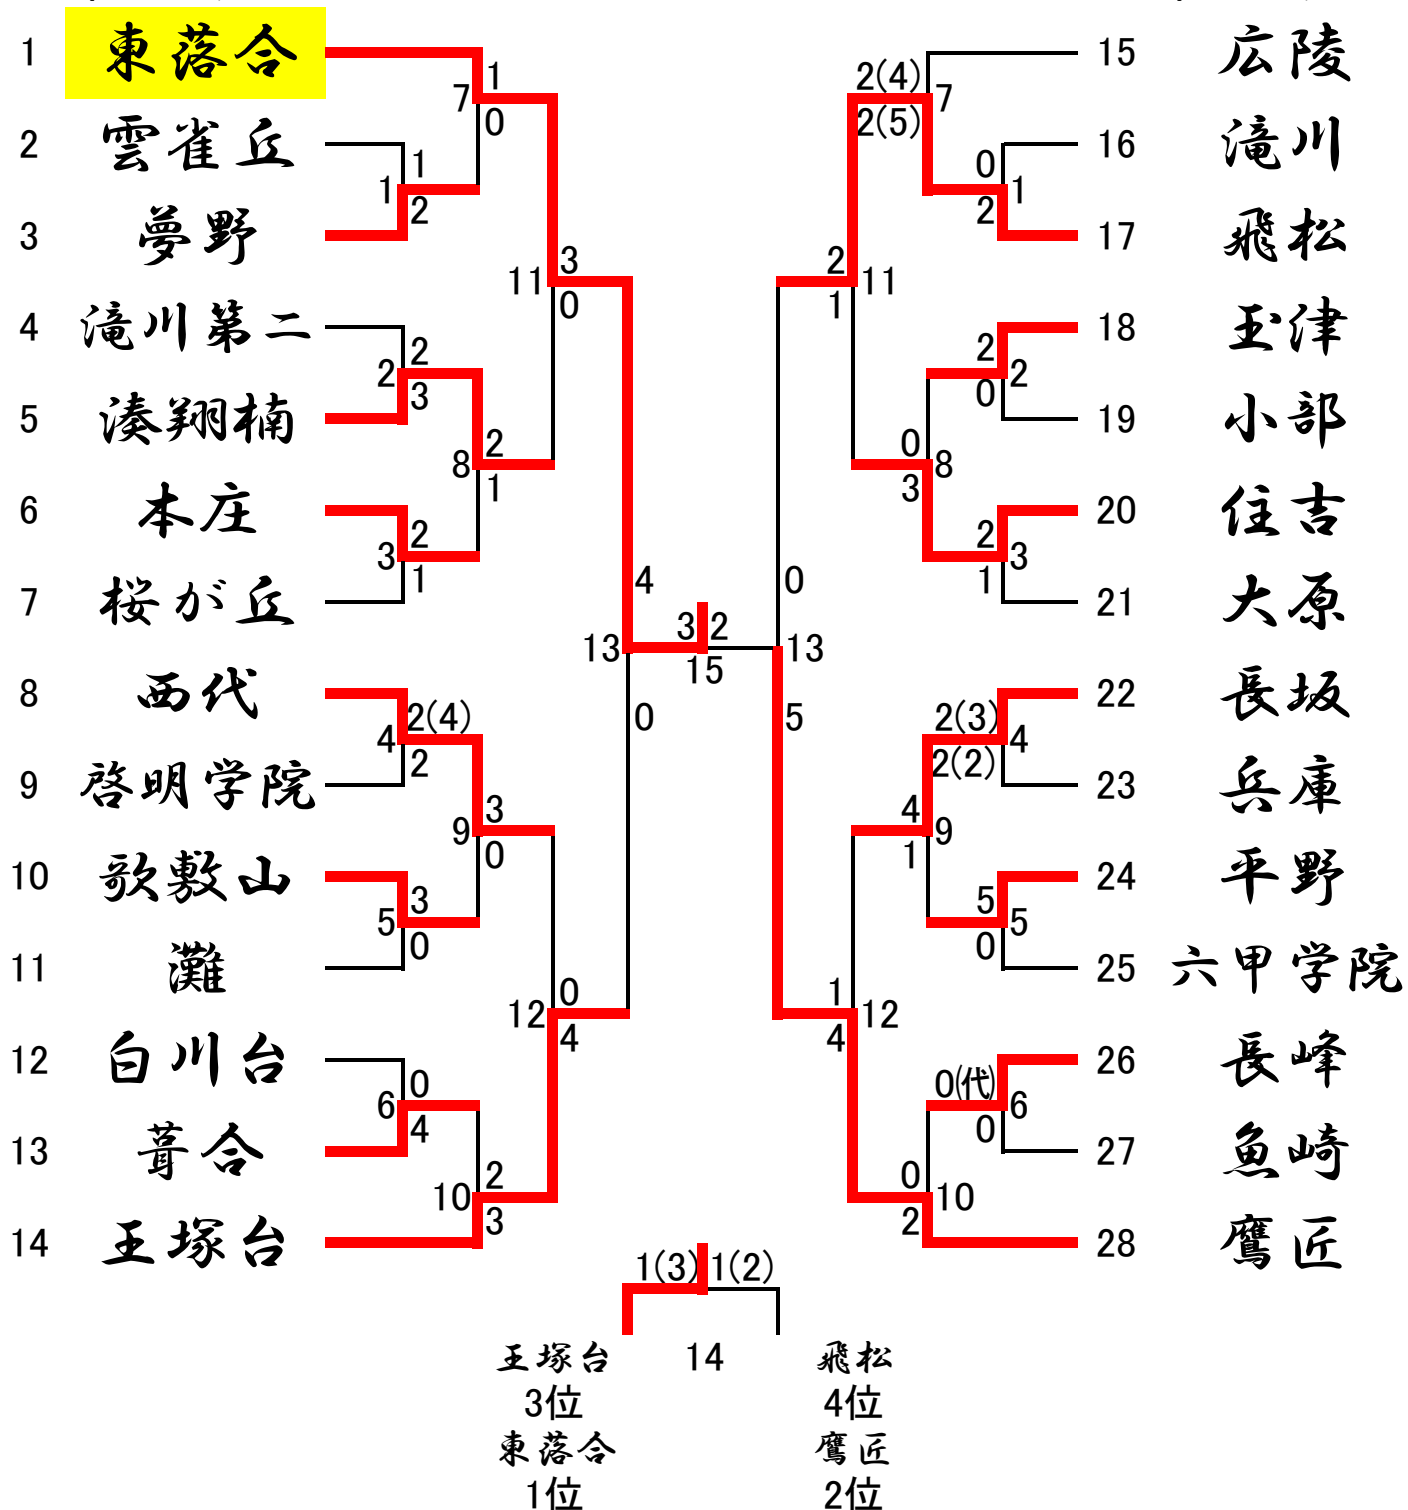 1 東落合 1 2(4) 15 広陵
7 0 2(5) 7
2 雲雀丘 1 0 16 滝川
1 2 2 1
3 夢野 17 飛松
11 3 2 11
0 1
4 滝川第二 2 2 18 玉津
2 3 0 2
5 湊翔楠 19 小部
8 2 0 8
1 3
6 本庄 2 2 20 住吉
3 1 1 3
7 桜が丘 4 0 21 大原
13 3 2 13
15
8 西代 2(4) 0 5 2(3) 22 長坂
4 2 2(2) 4
9 啓明学院 23 兵庫
9 3 4 9
0 1
10 歌敷山 3 5 24 平野
5 0 0 5
11 灘 25 六甲学院
12 0 1 12
4 4
12 白川台 0 0(代) 26 長峰
6 4 0 6
13 葺合 27 魚崎
10 2 0 10
3 2
14 王塚台 28 鷹匠
1(3) 1(2)
王塚台 14 飛松
3位 4位
東落合 鷹匠
1位 2位